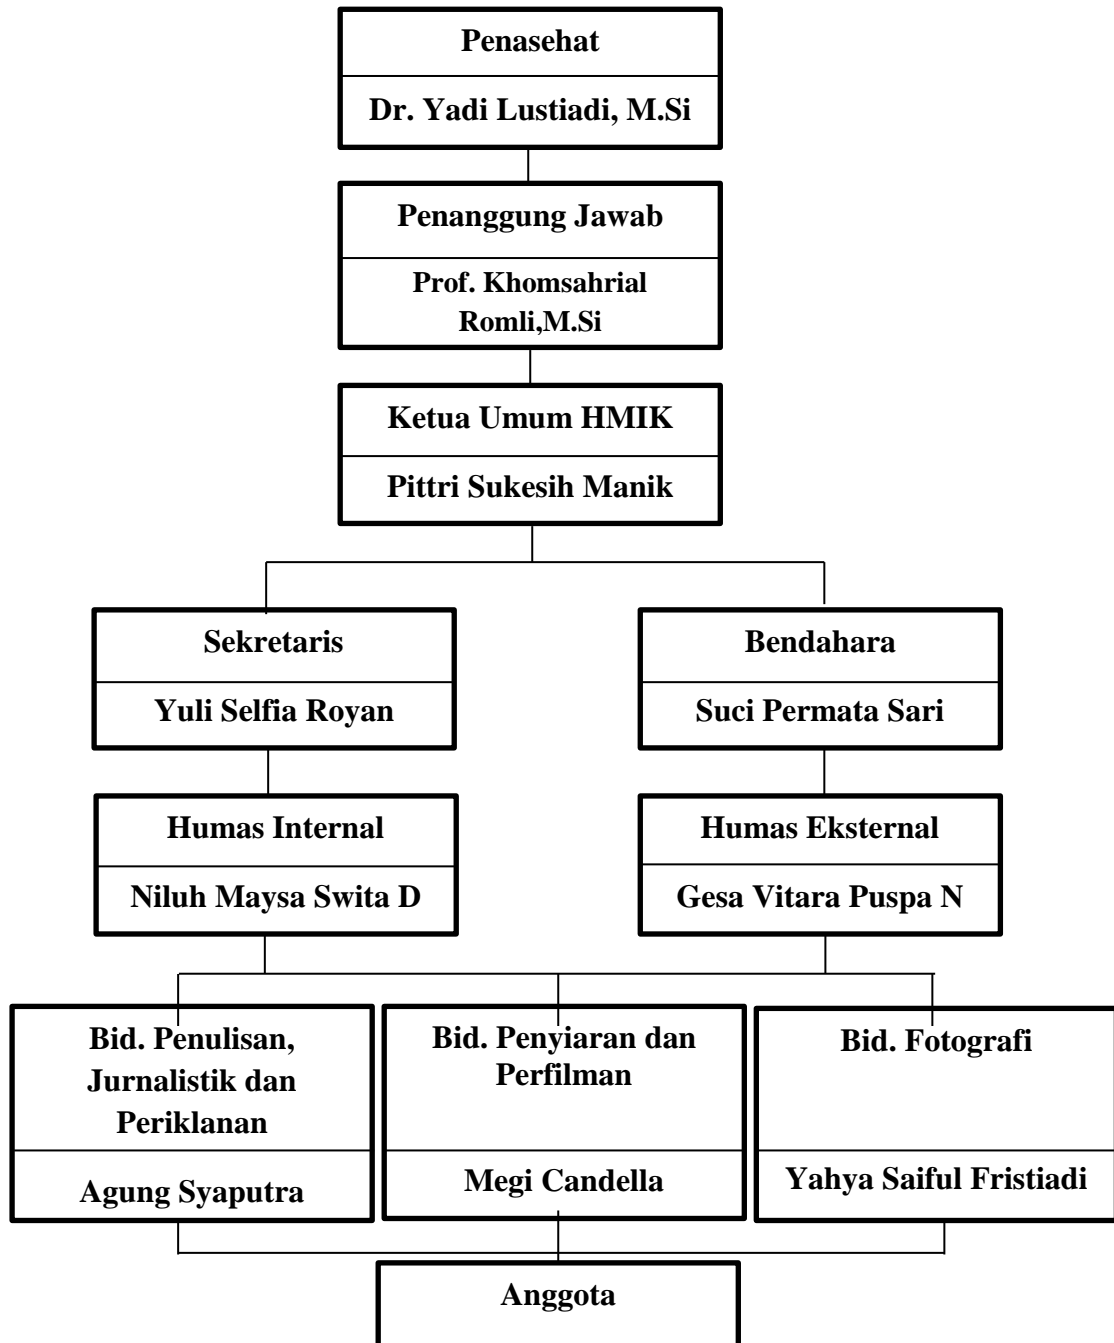 Penasehat
Dr. Yadi Lustiadi, M.Si
Penanggung Jawab
Prof. Khomsahrial
Romli,M.Si
Ketua Umum HMIK
Pittri Sukesih Manik
Sekretaris
Yuli Selfia Royan
Bendahara
Suci Permata Sari
Humas Internal
Niluh Maysa Swita D
Humas Eksternal
Gesa Vitara Puspa N
Bid. Penulisan,
Jurnalistik dan
Periklanan
Agung Syaputra
Bid. Penyiaran dan
Perfilman
Megi Candella
Bid. Fotografi
Yahya Saiful Fristiadi
Anggota